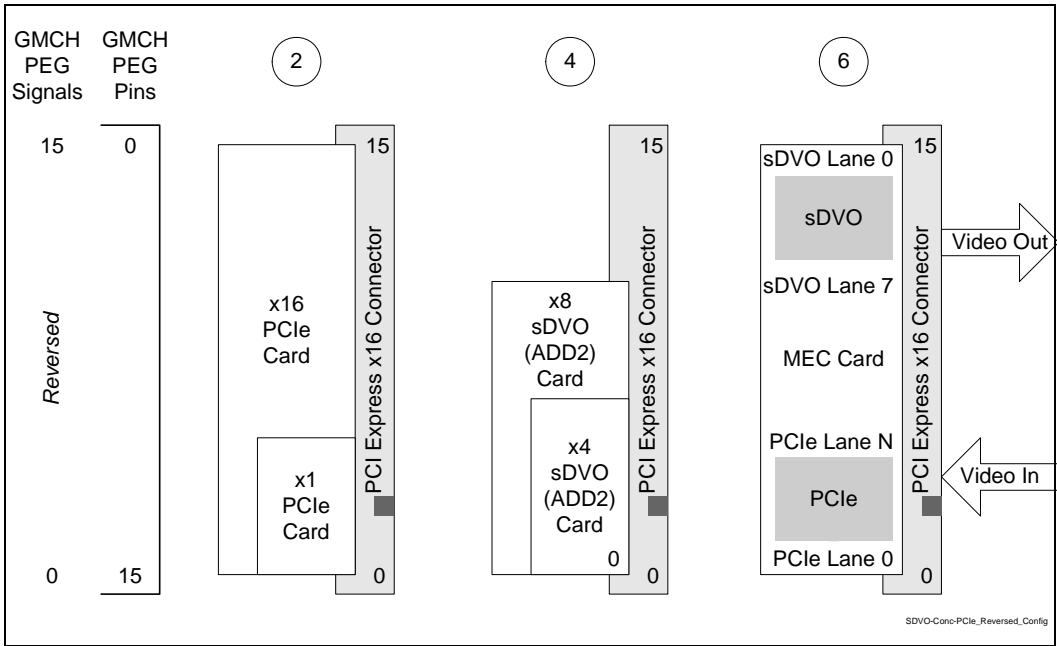 GMCH
PEG
Signals
GMCH
PEG
Pins
2
4
6
15
0
Reversed
0
15
x16
PCIe
Card
x1
PCIe
Card
15
PCI Express x16 Connector
0
x8
sDVO
(ADD2)
Card
x4
sDVO
(ADD2)
Card
0
15
PCI Express x16 Connector
0
sDVO Lane 0
sDVO
sDVO Lane 7
MEC Card
PCIe Lane N
PCIe
PCIe Lane 0
15
PCI Express x16 Connector
0
Video Out
Video In
SDVO-Conc-PCIe_Reversed_Config